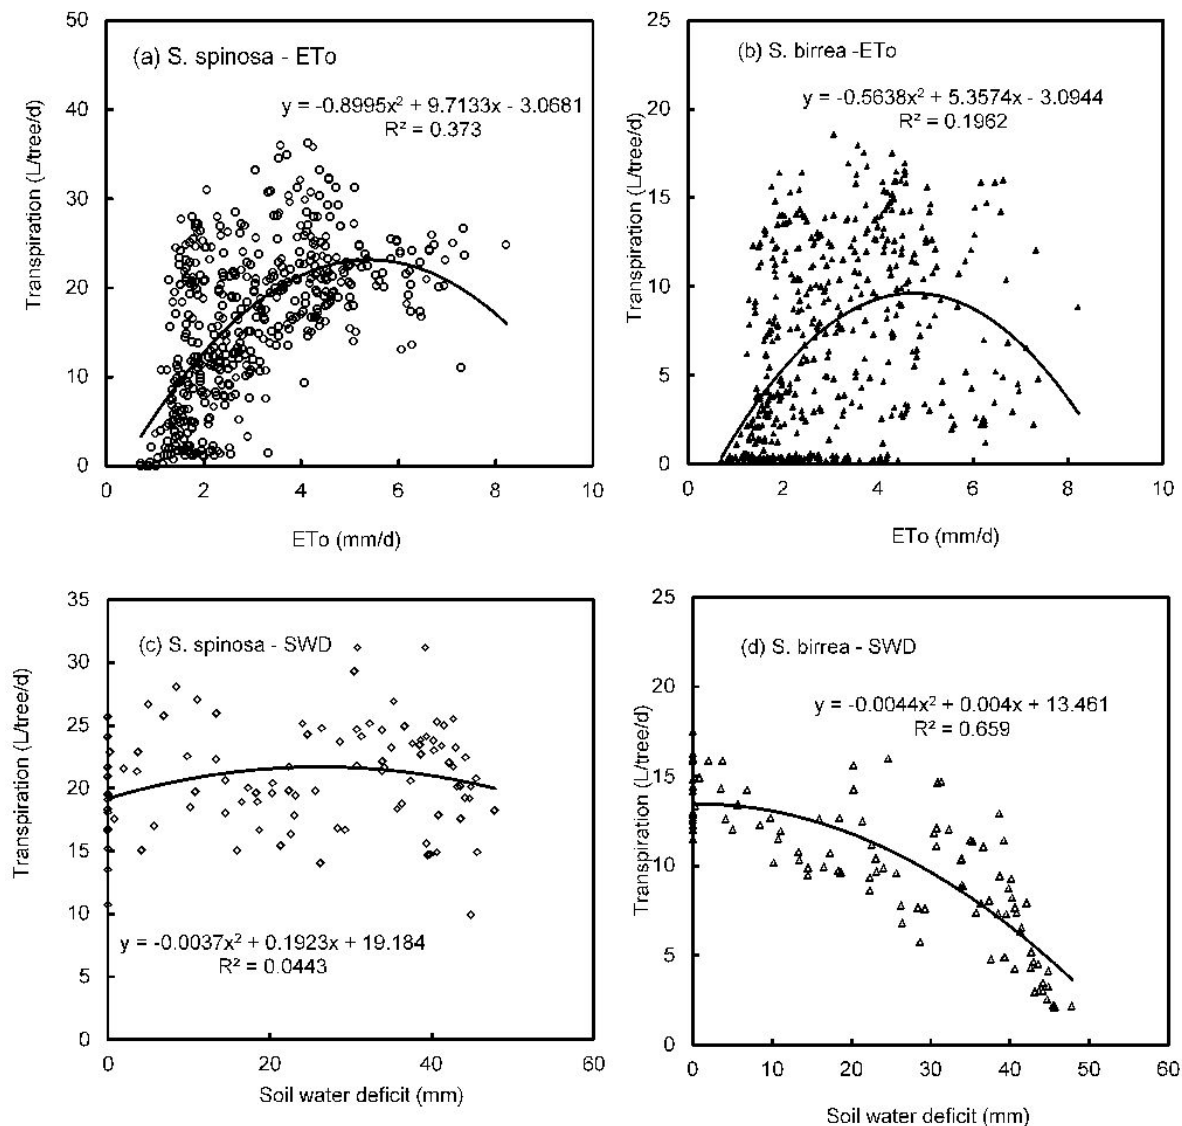 (a) S. spinosa - ETo
y = -0.8995x² + 9.7133x - 3.0681
R² = 0.373
Transpiration (L/tree/d)
50
40
30
20
10
0
0 2 4 6 8 10
ETo (mm/d)
(b) S. birrea -ETo
y = -0.5638x² + 5.3574x - 3.0944
R² = 0.1962
Transpiration (L/tree/d)
25
20
15
10
5
0
0 2 4 6 8 10
ETo (mm/d)
(c) S. spinosa - SWD
y = -0.0037x² + 0.1923x + 19.184
R² = 0.0443
Transpiration (L/tree/d)
35
30
25
20
15
10
5
0
0 20 40 60
Soil water deficit (mm)
(d) S. birrea - SWD
y = -0.0044x² + 0.004x + 13.461
R² = 0.659
Transpiration (L/tree/d)
25
20
15
10
5
0
0 10 20 30 40 50 60
Soil water deficit (mm)